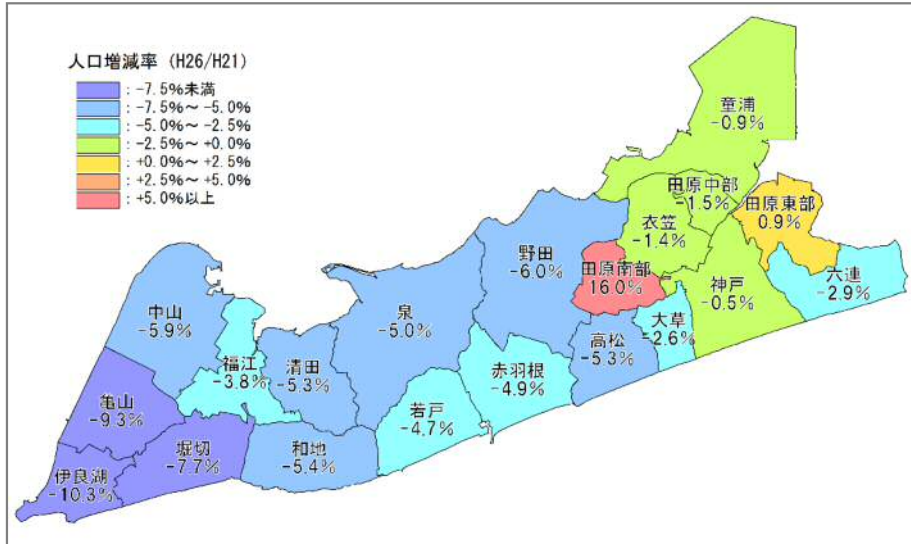 人口増減率 (H26/H21)
: -7.5%未満
: -7.5%～ -5.0%
: -5.0%～ -2.5%
: -2.5%～ +0.0%
: +0.0%～ +2.5%
: +2.5%～ +5.0%
: +5.0%以上
童浦
-0.9%
田原中部
-1.5%
田原東部
0.9%
衣笠
-1.4%
野田
-6.0%
田原南部
16.0%
神戸
-0.5%
六連
-2.9%
中山
-5.9%
泉
-5.0%
大草
-2.6%
高松
-5.3%
福江
-3.8%
清田
-5.3%
赤羽根
-4.9%
亀山
-9.3%
若戸
-4.7%
堀切
-7.7%
和地
-5.4%
伊良湖
-10.3%